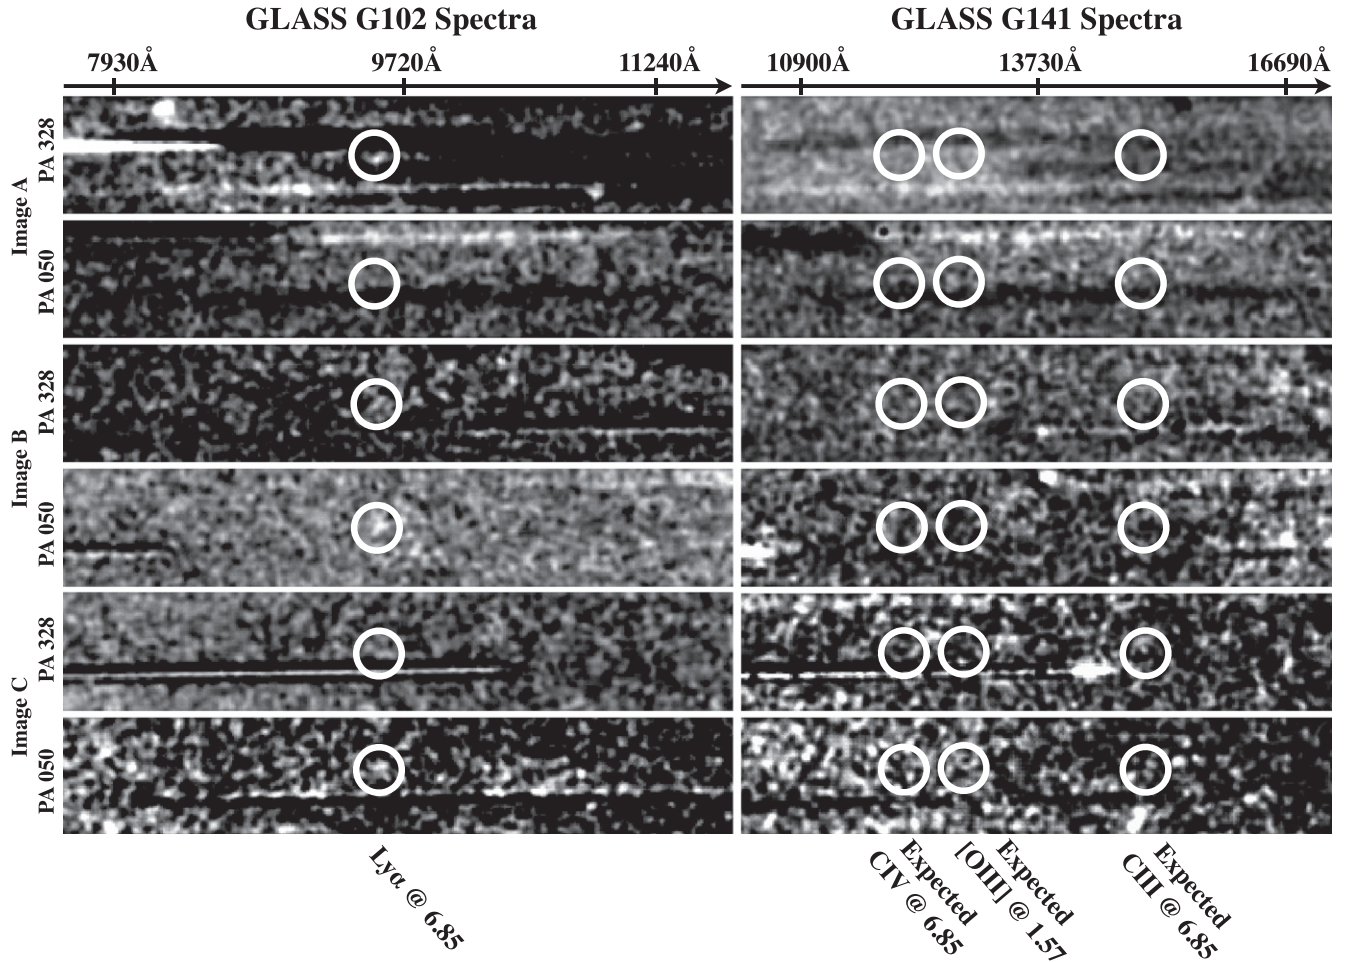 GLASS G102 Spectra
GLASS G141 Spectra
7930Å
9720Å
11240Å
10900Å
13730Å
16690Å
Image A
PA 328
PA 050
Image B
PA 328
PA 050
Image C
PA 328
PA 050
Lyα @ 6.85
Expected
CIV @ 6.85
Expected
[OIII] @ 1.57
Expected
CIII @ 6.85